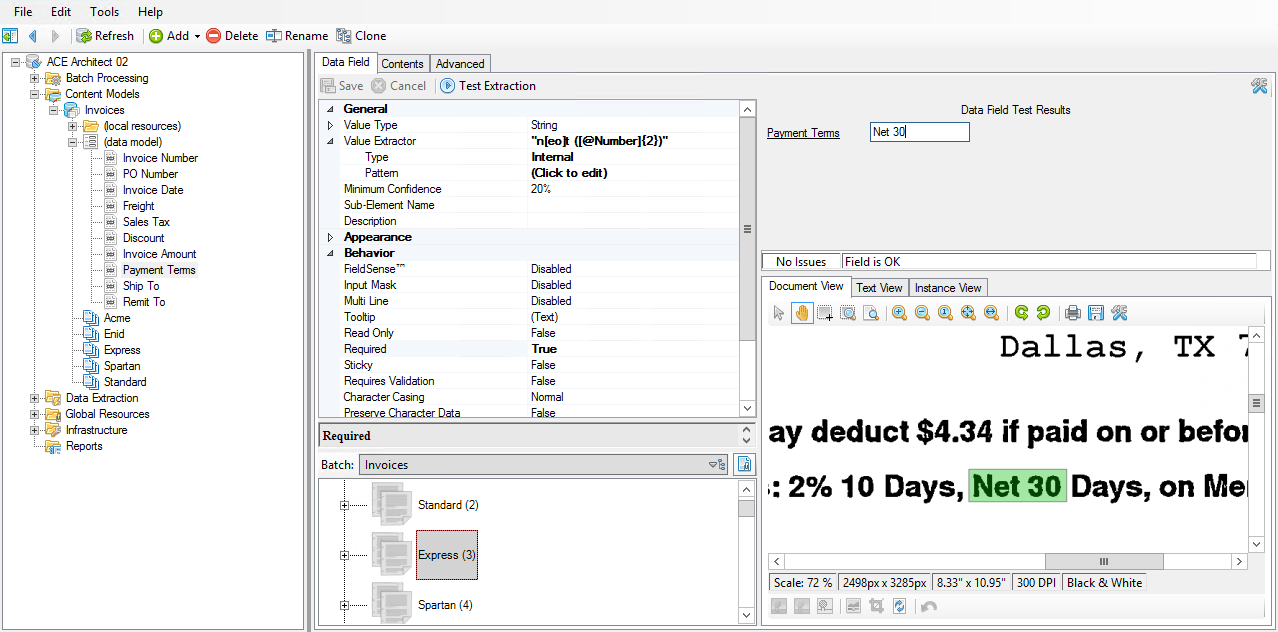 File Edit Tools Help
Refresh Add Delete Rename Clone
ACE Architect 02
Batch Processing
Content Models
Invoices
(local resources)
(data model)
Invoice Number
PO Number
Invoice Date
Freight
Sales Tax
Discount
Invoice Amount
Payment Terms
Ship To
Remit To
Acme
Enid
Express
Spartan
Standard
Data Extraction
Global Resources
Infrastructure
Reports
Data Field Contents Advanced
Save Cancel Test Extraction
General
Value Type String
Value Extractor "n[eo]t ([@Number]{2})"
Type Internal
Pattern (Click to edit)
Minimum Confidence 20%
Sub-Element Name
Description
Appearance
Behavior
FieldSense™ Disabled
Input Mask Disabled
Multi Line Disabled
Tooltip (Text)
Read Only False
Required True
Sticky False
Requires Validation False
Character Casing Normal
Preserve Character Data False
Required
Batch: Invoices
Standard (2)
Express (3)
Spartan (4)
Data Field Test Results
Payment Terms Net 30
No Issues Field is OK
Document View Text View Instance View
Dallas, TX 7
ay deduct $4.34 if paid on or befor
s: 2% 10 Days, Net 30 Days, on Me
Scale: 72 % 2498px x 3285px 8.33" x 10.95" 300 DPI Black & White